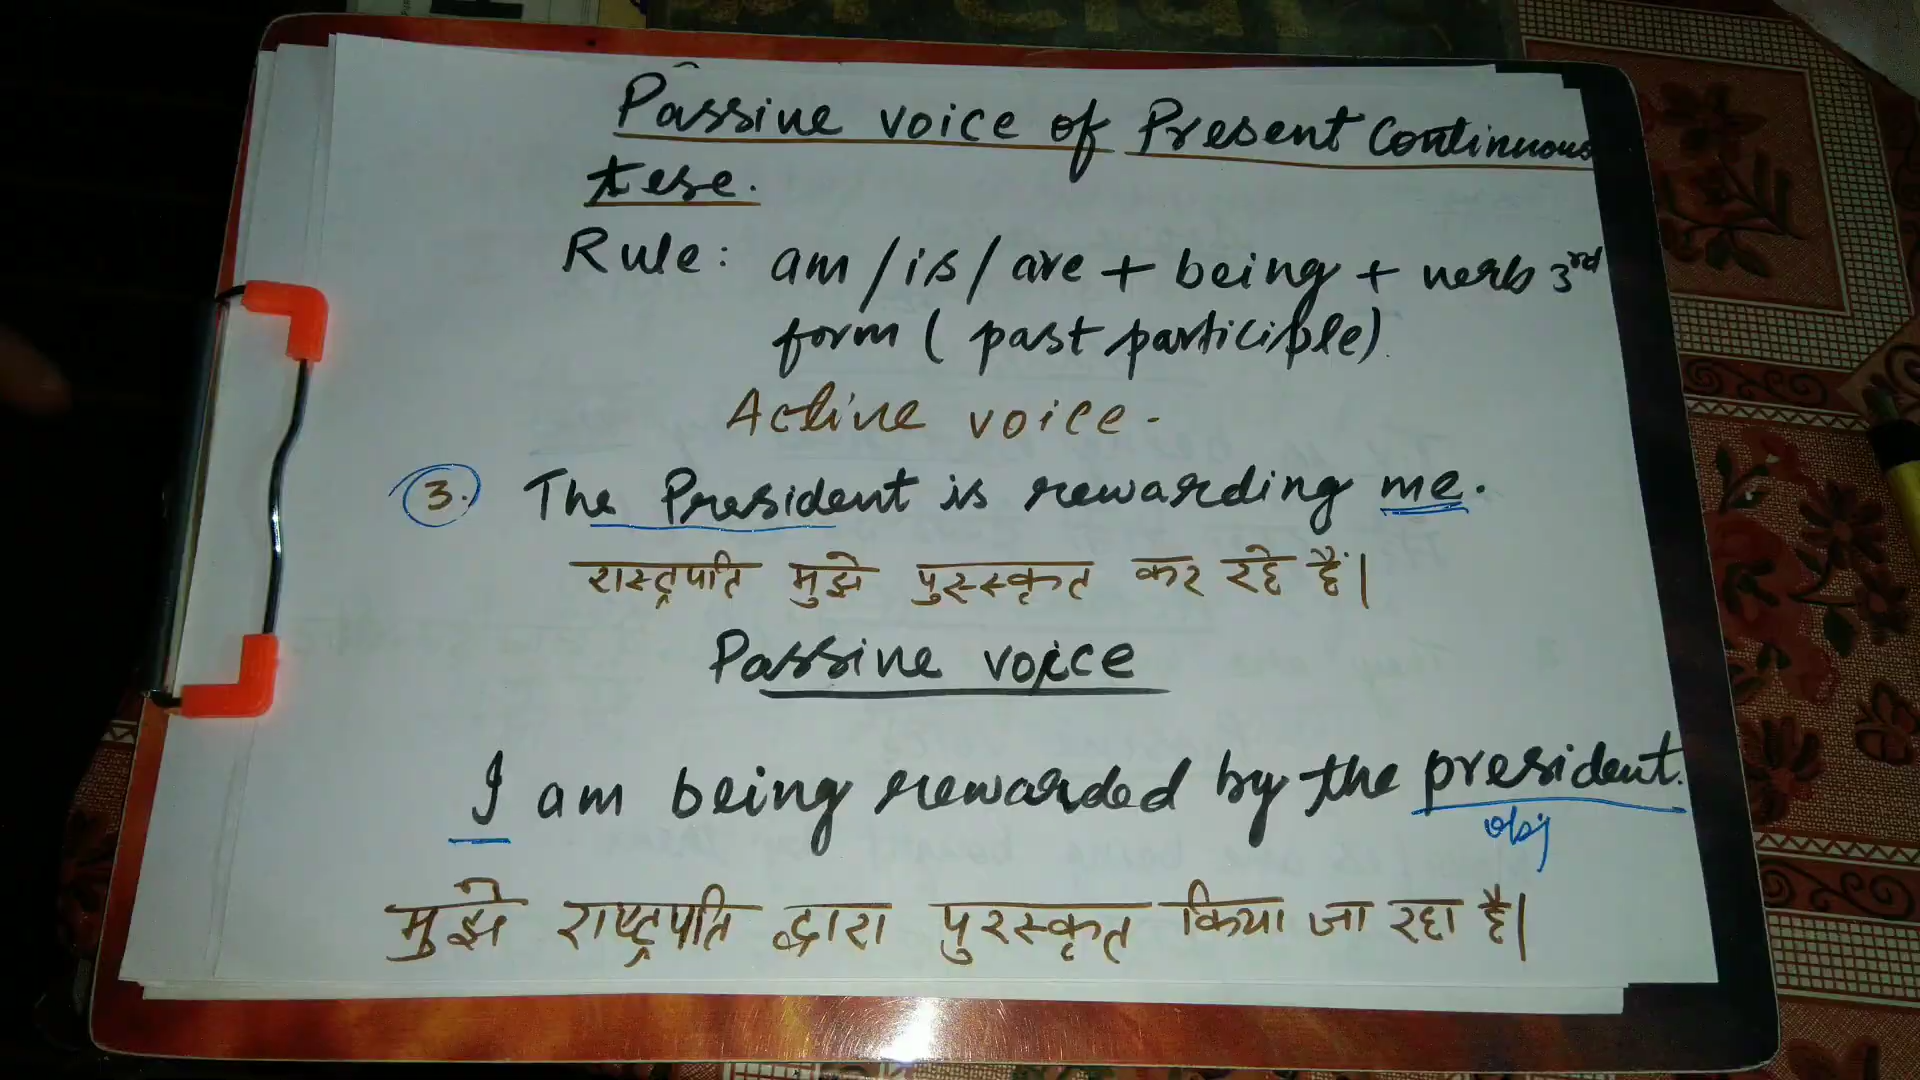 Passive voice of Present Continuous
tese.
Rule: am/is/are + being + verb 3rd
form (past participle).
Active voice-
3. The President is rewarding me.
रास्ट्रपति मुझे पुरस्कृत कर रहे हैं।
Passive voice
I am being rewarded by the president.
obj
मुझे राष्ट्रपति द्वारा पुरस्कृत किया जा रहा है।